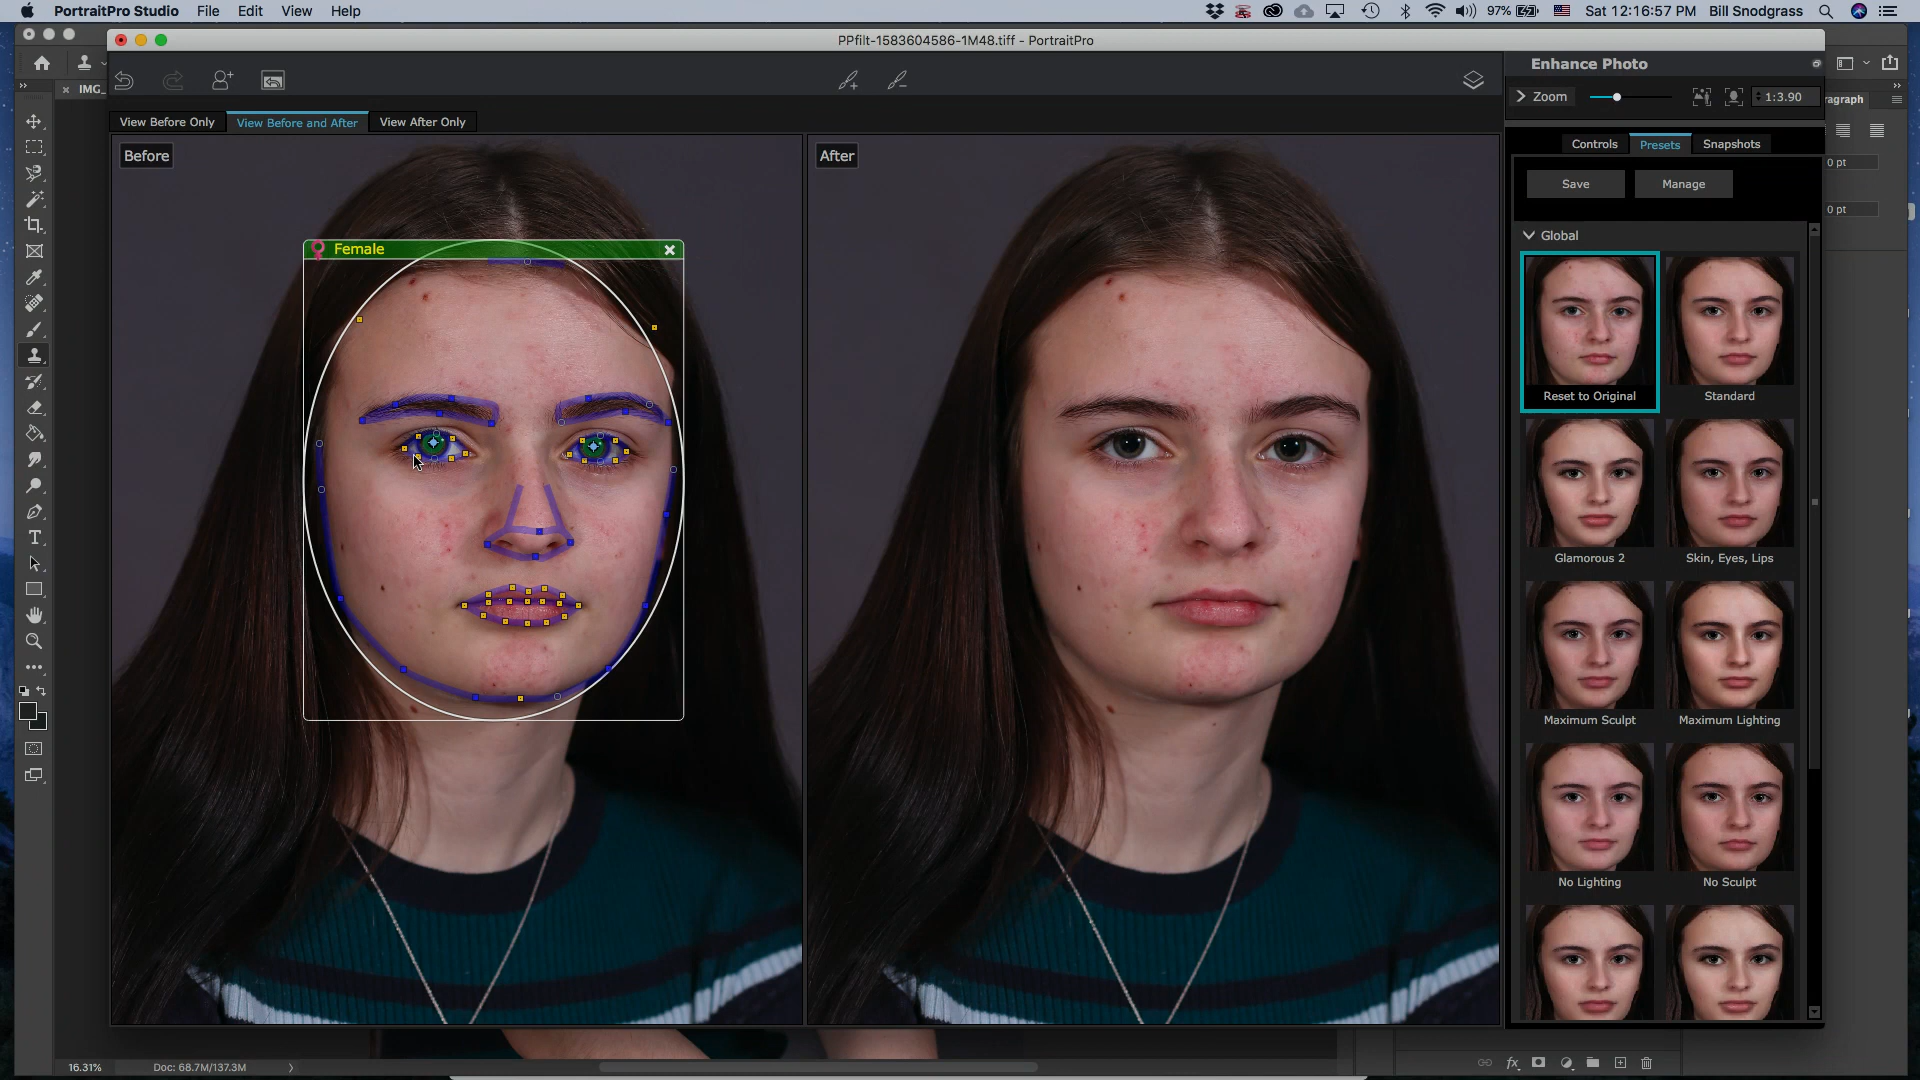 PortraitPro Studio File Edit View Help 97% Sat 12:16:57 PM Bill Snodgrass
PPfilt-1583604586-1M48.tiff - PortraitPro
Enhance Photo
IMG_
Zoom 1:3.90
ragraph
View Before Only View Before and After View After Only
Controls Presets Snapshots
Before
After
0 pt
Save Manage
0 pt
Global
Female
Reset to Original Standard
Glamorous 2 Skin, Eyes, Lips
Maximum Sculpt Maximum Lighting
No Lighting No Sculpt
16.31% Doc: 68.7M/137.3M
fx